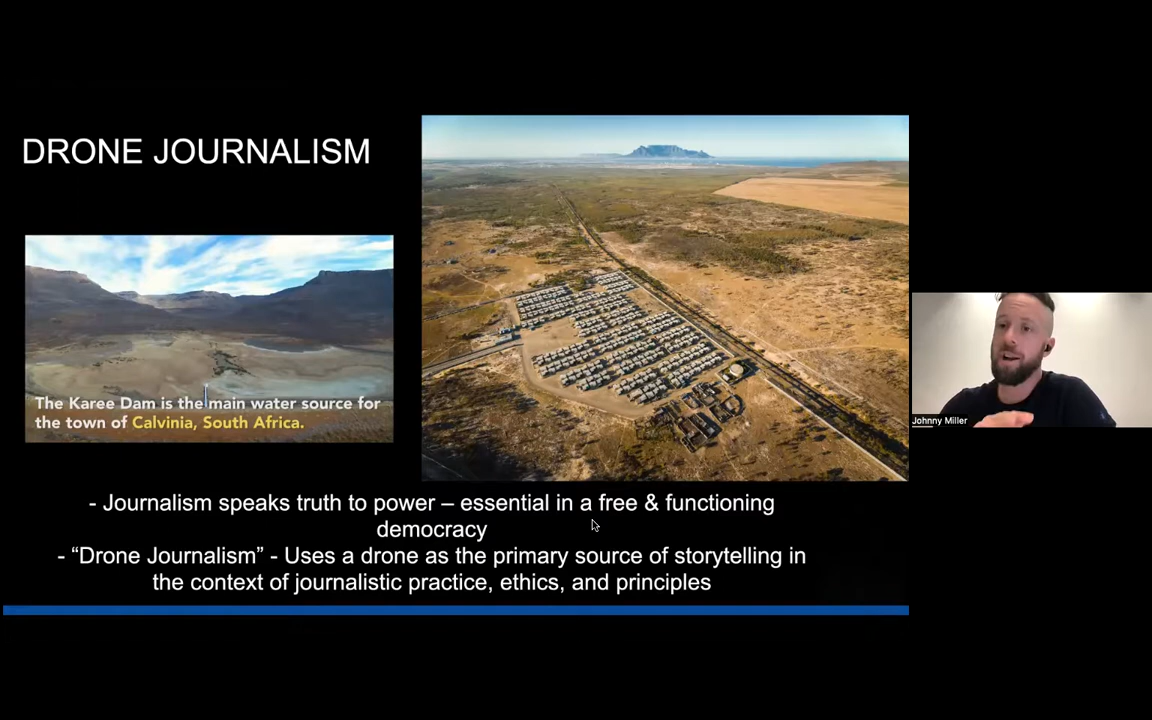 DRONE JOURNALISM
The Karee Dam is the main water source for
the town of Calvinia, South Africa.
- Journalism speaks truth to power – essential in a free & functioning
democracy
- “Drone Journalism” - Uses a drone as the primary source of storytelling in
the context of journalistic practice, ethics, and principles
Johnny Miller